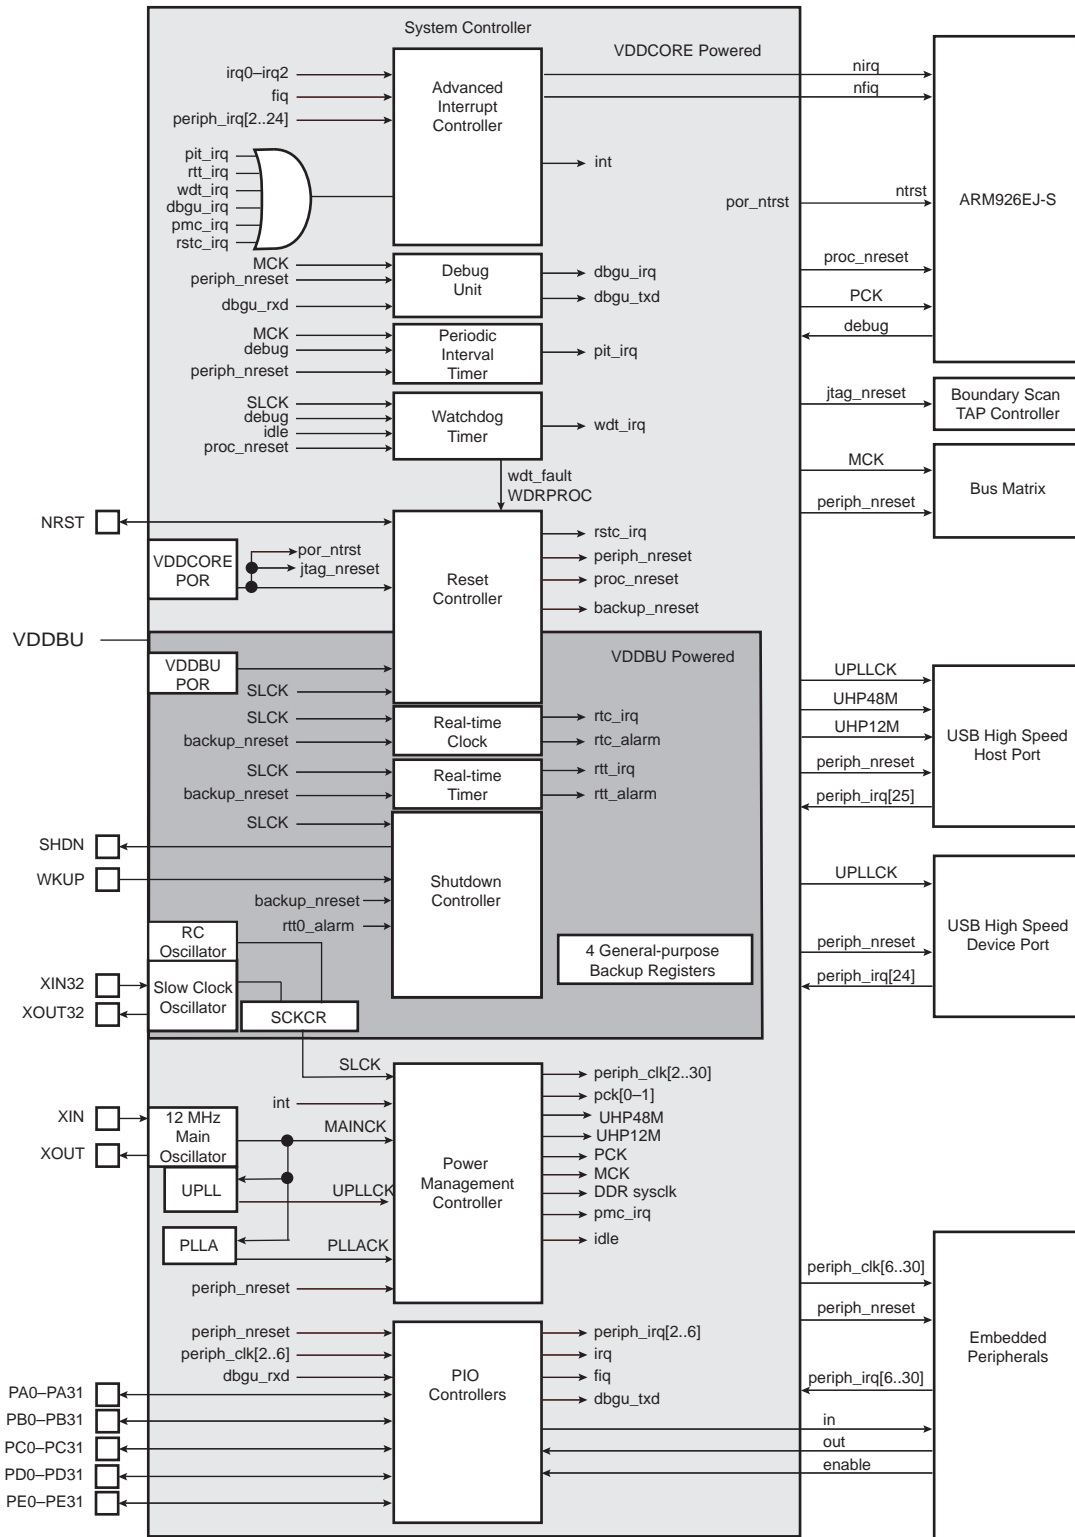 System Controller
VDDCORE Powered
irq0–irq2
fiq
periph_irq[2..24]
Advanced
Interrupt
Controller
nirq
nfiq
int
pit_irq
rtt_irq
wdt_irq
dbgu_irq
pmc_irq
rstc_irq
por_ntrst
ntrst
ARM926EJ-S
proc_nreset
PCK
debug
MCK
periph_nreset
dbgu_rxd
Debug
Unit
dbgu_irq
dbgu_txd
MCK
debug
periph_nreset
Periodic
Interval
Timer
pit_irq
SLCK
debug
idle
proc_nreset
Watchdog
Timer
wdt_irq
jtag_nreset
Boundary Scan
TAP Controller
wdt_fault
WDRPROC
MCK
periph_nreset
Bus Matrix
NRST
VDDCORE
POR
por_ntrst
jtag_nreset
Reset
Controller
rstc_irq
periph_nreset
proc_nreset
backup_nreset
VDDBU
VDDBU Powered
VDDBU
POR
SLCK
SLCK
backup_nreset
Real-time
Clock
rtc_irq
rtc_alarm
SLCK
backup_nreset
Real-time
Timer
rtt_irq
rtt_alarm
UPLLCK
UHP48M
UHP12M
periph_nreset
periph_irq[25]
USB High Speed
Host Port
SLCK
SHDN
WKUP
backup_nreset
rtt0_alarm
Shutdown
Controller
4 General-purpose
Backup Registers
UPLLCK
periph_nreset
periph_irq[24]
USB High Speed
Device Port
RC
Oscillator
XIN32
XOUT32
Slow Clock
Oscillator
SCKCR
SLCK
int
XIN
XOUT
12 MHz
Main
Oscillator
MAINCK
UPLL
UPLLCK
PLLA
PLLACK
periph_nreset
Power
Management
Controller
periph_clk[2..30]
pck[0–1]
UHP48M
UHP12M
PCK
MCK
DDR sysclk
pmc_irq
idle
periph_nreset
periph_clk[2..6]
dbgu_rxd
PIO
Controllers
periph_irq[2..6]
irq
fiq
dbgu_txd
PA0–PA31
PB0–PB31
PC0–PC31
PD0–PD31
PE0–PE31
periph_clk[6..30]
periph_nreset
periph_irq[6..30]
in
out
enable
Embedded
Peripherals